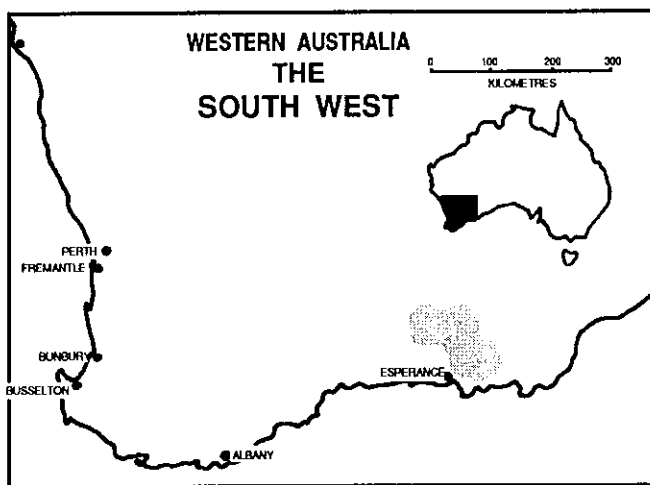 WESTERN AUSTRALIA
THE
SOUTH WEST
0 100 200 300
KILOMETRES
PERTH
FREMANTLE
BUNBURY
BUSSELTON
ESPERANCE
ALBANY